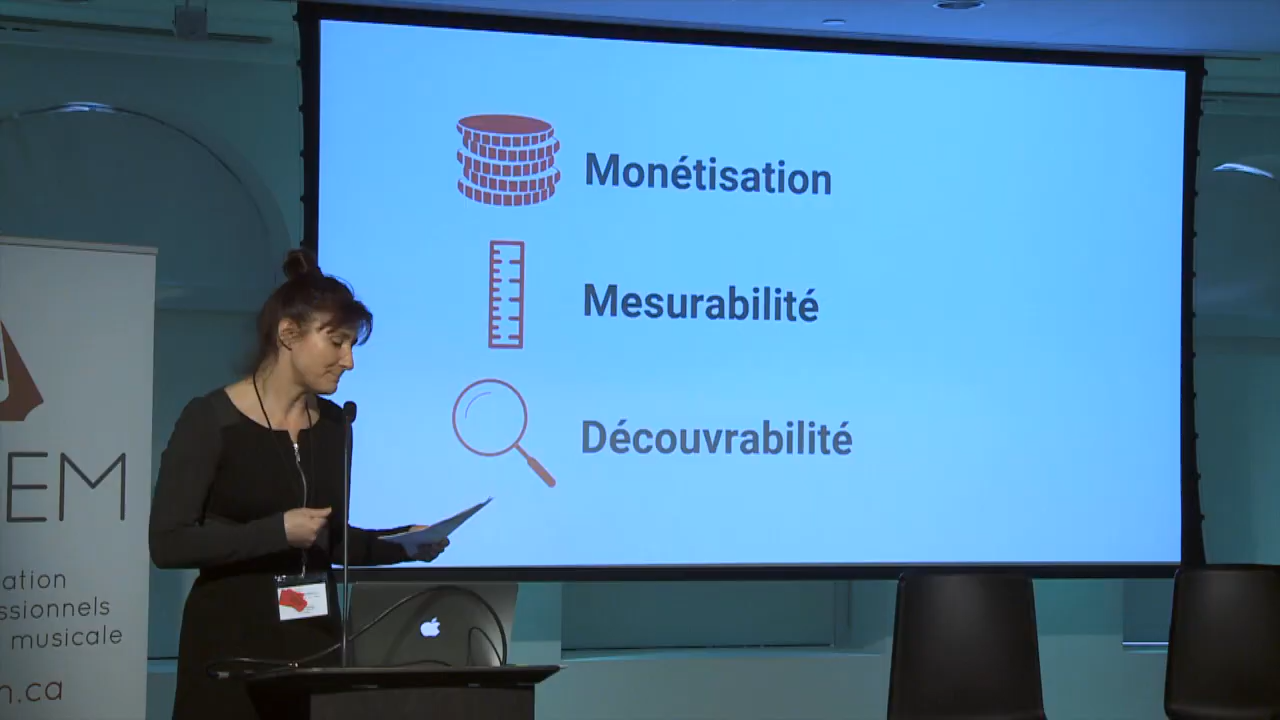 Monétisation
Mesurabilité
Découvrabilité
EM
ation
ssionnels
musicale
n.ca